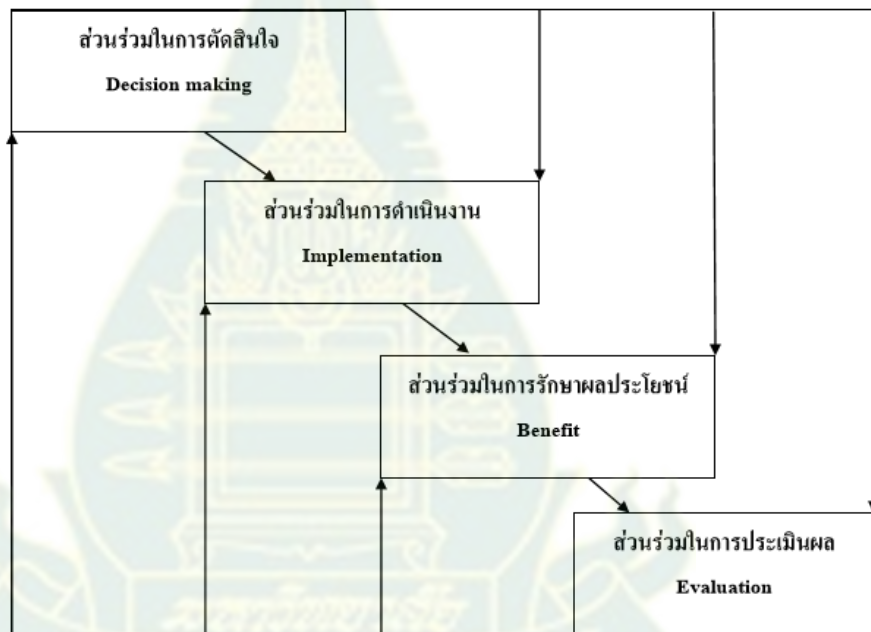 ส่วนร่วมในการตัดสินใจ
Decision making
ส่วนร่วมในการดำเนินงาน
Implementation
ส่วนร่วมในการรักษาผลประโยชน์
Benefit
ส่วนร่วมในการประเมินผล
Evaluation